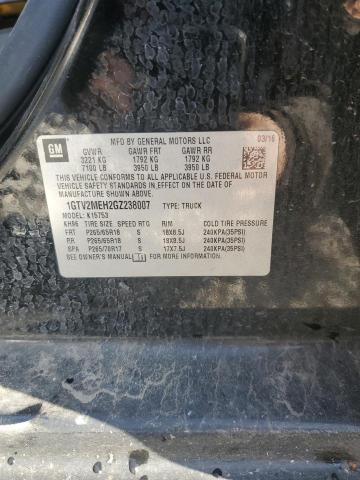 GM
MFD BY GENERAL MOTORS LLC
03/16
GVWR GAWR FRT GAWR RR
3221 KG 1792 KG 1792 KG
7100 LB 3950 LB 3950 LB
THIS VEHICLE CONFORMS TO ALL APPLICABLE U.S. FEDERAL MOTOR
VEHICLE SAFETY STANDARDS IN EFFECT ON THE DATE OF
MANUFACTURE SHOWN ABOVE.
1GTV2MEH2GZ238007 TYPE: TRUCK
MODEL: K15753
KH96 TIRE SIZE SPEED RTG RIM COLD TIRE PRESSURE
FRT P265/65R18 S 18X8.5J 240KPA(35PSI)
RR P265/65R18 S 18X8.5J 240KPA(35PSI)
SPA P265/70R17 S 17X7.5J 240KPA(35PSI)
SEE OWNER'S MANUAL FOR ADDITIONAL INFORMATION.